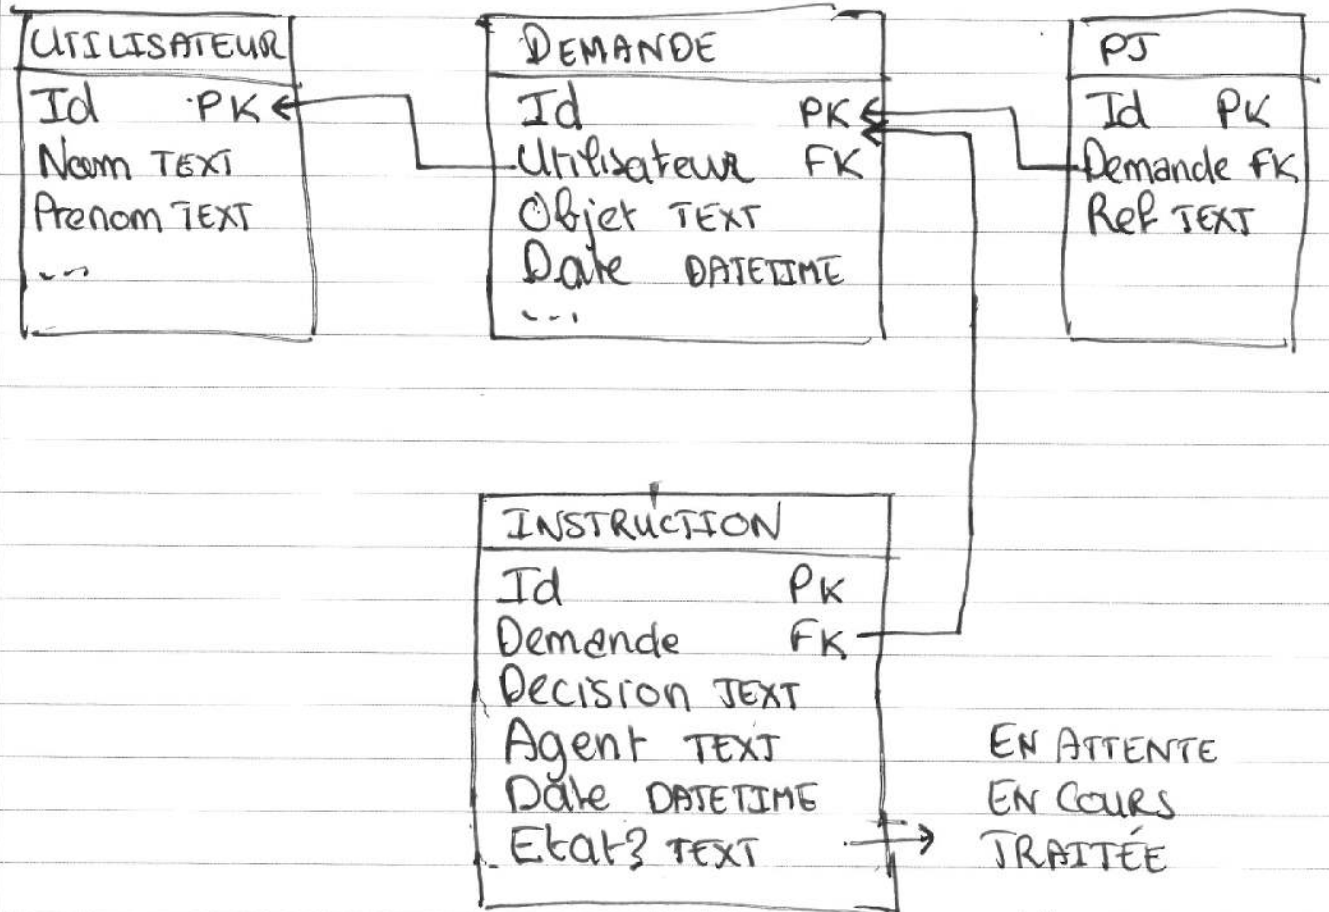 UTILISATEUR
Id PK
Nom TEXT
Prenom TEXT
...
DEMANDE
Id PK
Utilisateur FK
Objet TEXT
Date DATETIME
...
PJ
Id PK
Demande FK
Ref TEXT
INSTRUCTION
Id PK
Demande FK
Decision TEXT
Agent TEXT
Date DATETIME
Etat? TEXT
EN ATTENTE
EN COURS
TRAITÉE